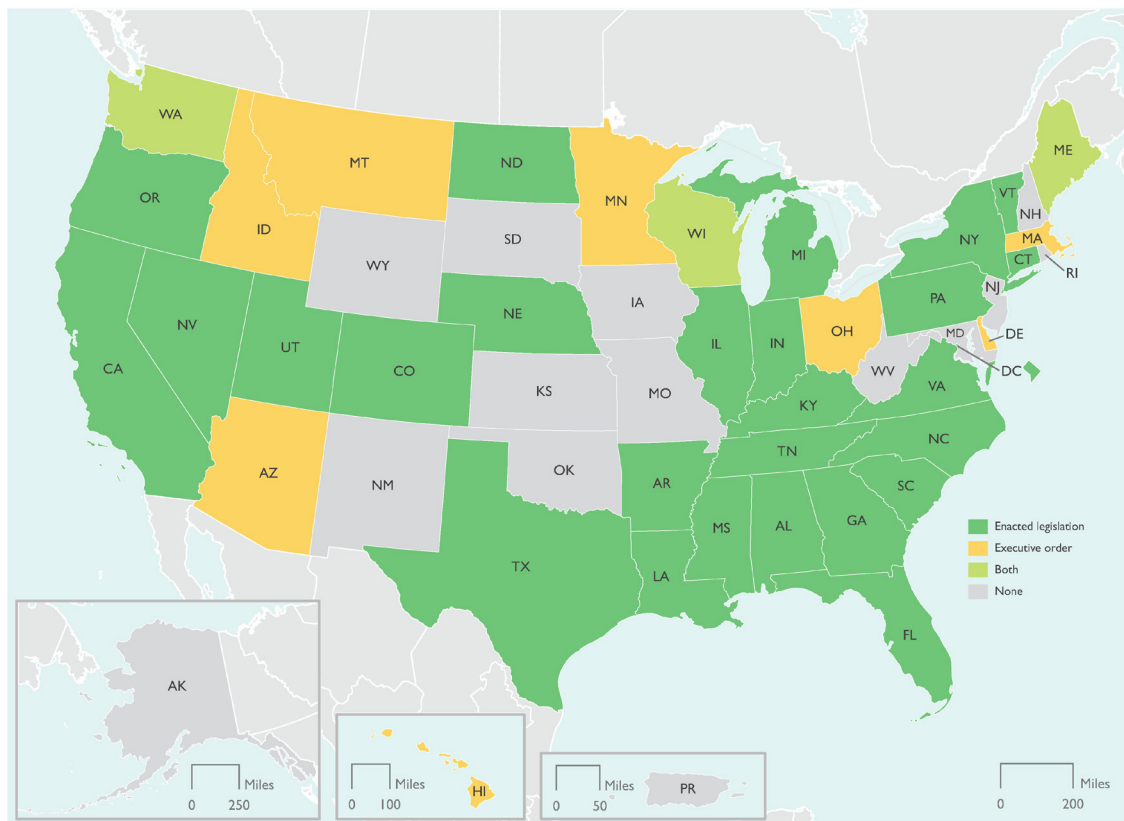 WA
MT
ND
MN
ME
OR
ID
VT
NH
SD
WI
NY
MA
WY
MI
CT
RI
IA
NJ
NE
PA
NV
UT
OH
MD
DE
CA
CO
IL
IN
WV
DC
KS
MO
VA
KY
NC
TN
AZ
NM
OK
AR
SC
MS
AL
GA
Enacted legislation
Executive order
Both
None
TX
LA
FL
AK
Miles
0 250
HI
Miles
0 100
PR
Miles
0 50
Miles
0 200